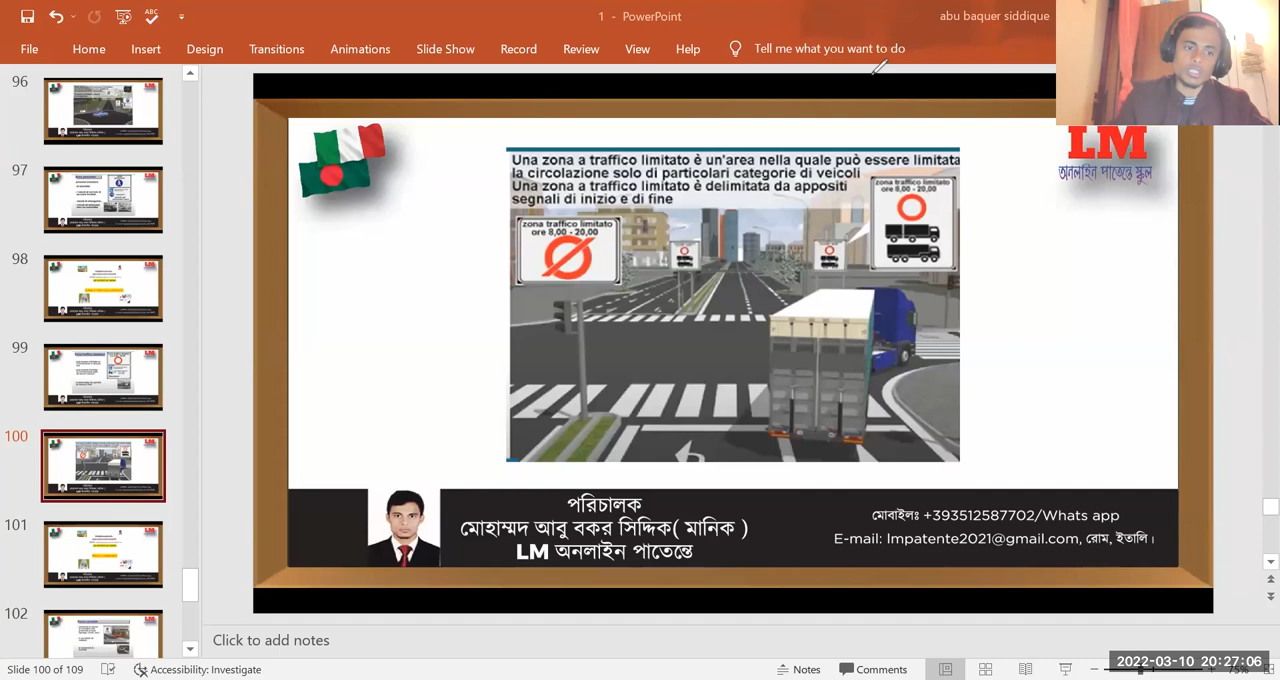 1 - PowerPoint
abu baquer siddique
File Home Insert Design Transitions Animations Slide Show Record Review View Help Tell me what you want to do
ABC
96
97
98
99
100
101
102
Una zona a traffico limitato è un'area nella quale può essere limitata
la circolazione solo di particolari categorie di veicoli
Una zona a traffico limitato è delimitata da appositi
segnali di inizio e di fine
zona traffico limitato
ore 8,00 - 20,00
zona traffico limitato
ore 8,00 - 20,00
LM
অনলাইন পাতেন্তে স্কুল
পরিচালক
মোহাম্মদ আবু বকর সিদ্দিক( মানিক )
LM অনলাইন পাতেন্তে
মোবাইলঃ +393512587702/Whats app
E-mail: lmpatente2021@gmail.com, রোম, ইতালি।
Click to add notes
Slide 100 of 109 Accessibility: Investigate Notes Comments 75%
2022-03-10 20:27:06